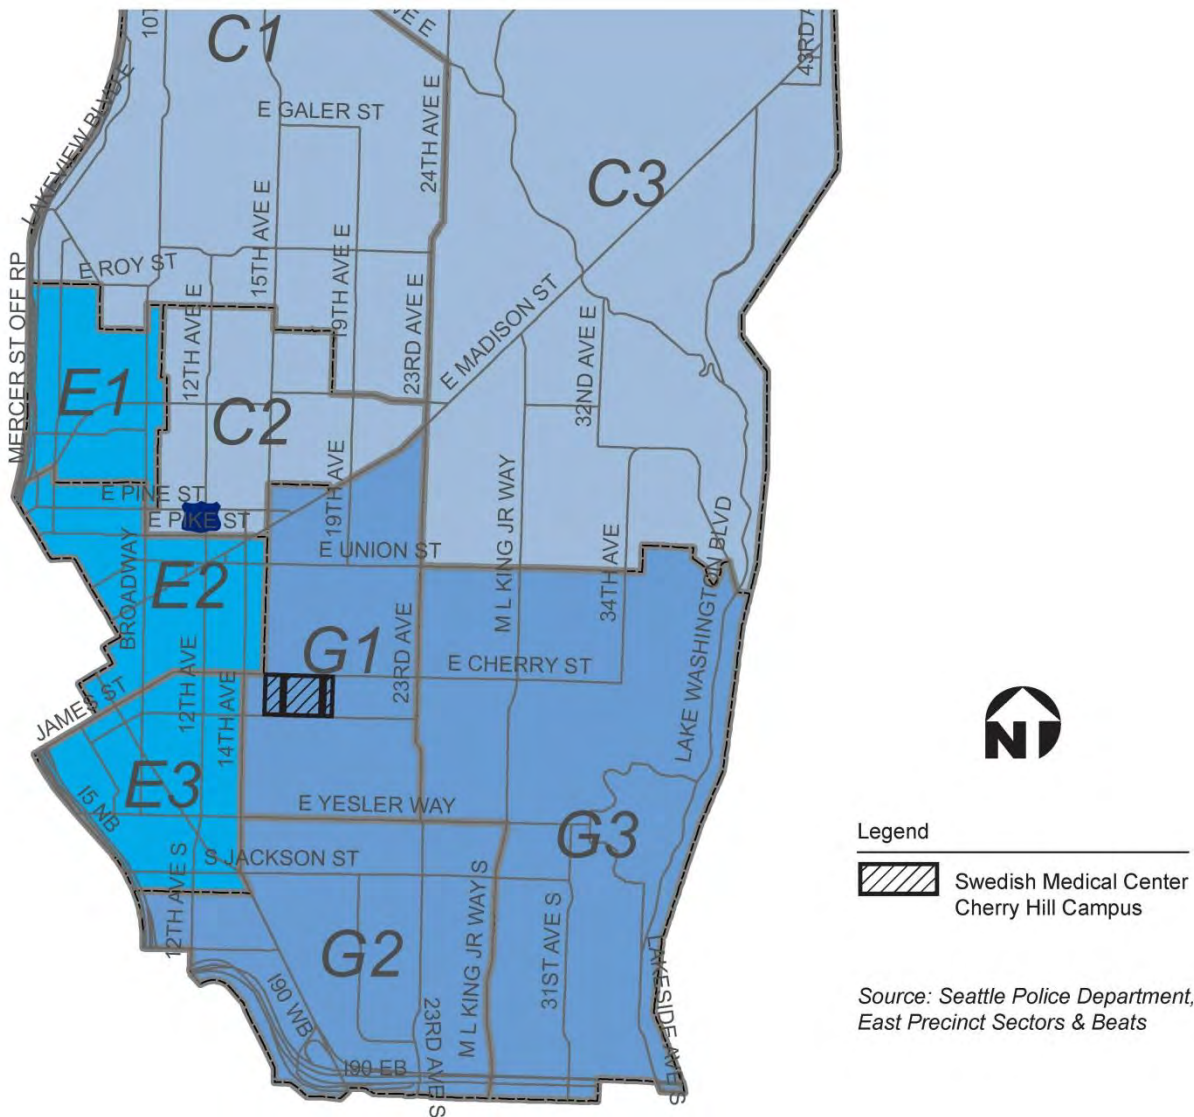 C1
10T
VE E
43RD A
E GALER ST
24TH AVE E
LAKEVIEW BLVD E
C3
15TH AVE E
19TH AVE E
E ROY ST
MERCER ST OFF RP
12TH AVE E
23RD AVE E
E MADISON ST
32ND AVE E
E1
C2
19TH AVE
M L KING JR WAY
E PINE ST
E PIKE ST
E UNION ST
BROADWAY
E2
34TH AVE
LAKE WASHINGTON BLVD
G1
23RD AVE
E CHERRY ST
12TH AVE
14TH AVE
JAMES ST
E3
I5 NB
E YESLER WAY
G3
S JACKSON ST
12TH AVE S
G2
M L KING JR WAY S
31ST AVE S
I90 WB
23RD AVE S
LAKESIDE AVE S
I90 EB
N
Legend
Swedish Medical Center
Cherry Hill Campus
Source: Seattle Police Department,
East Precinct Sectors & Beats